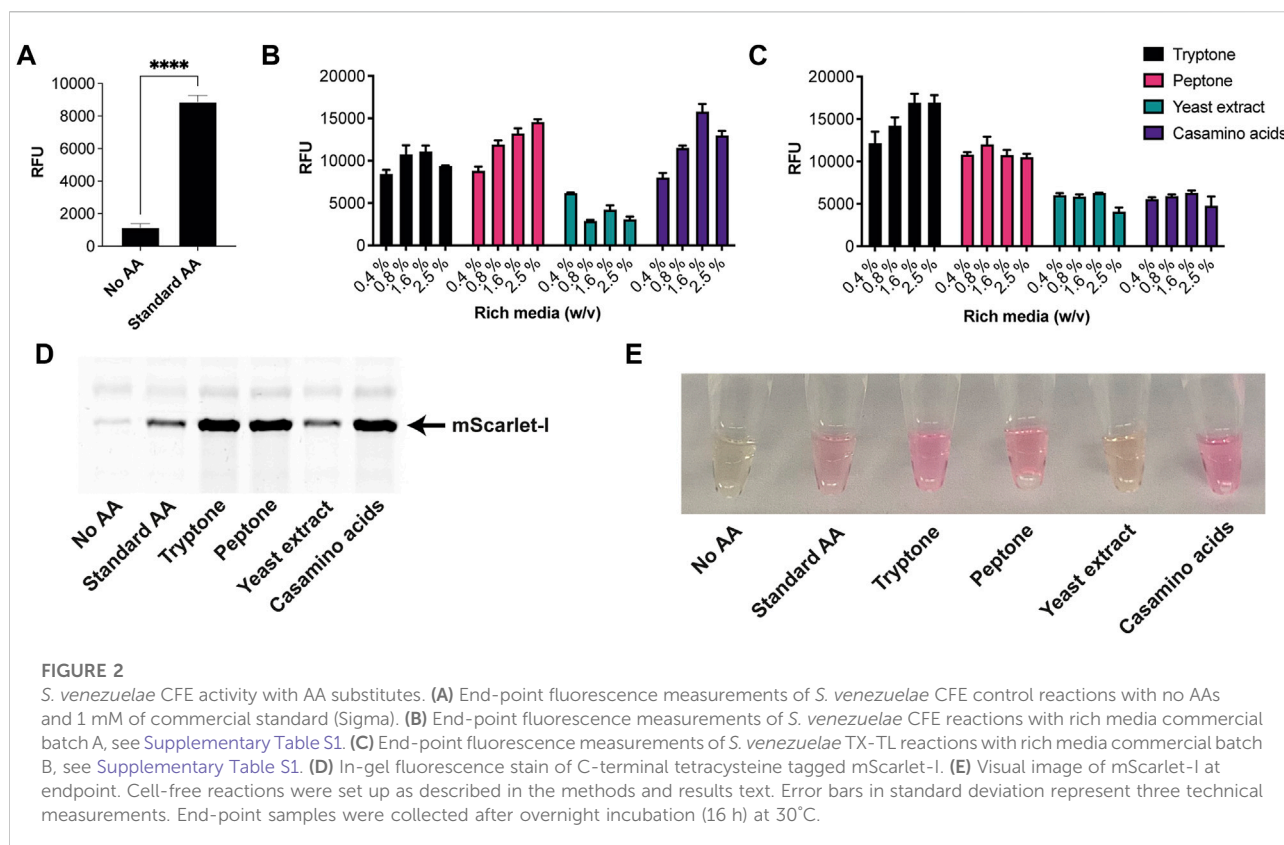 A
****
10000
8000
6000
4000
2000
0
RFU
No AA
Standard AA
B
20000
15000
10000
5000
0
RFU
0.4 % 0.8 % 1.6 % 2.5 % 0.4 % 0.8 % 1.6 % 2.5 % 0.4 % 0.8 % 1.6 % 2.5 % 0.4 % 0.8 % 1.6 % 2.5 %
Rich media (w/v)
C
20000
15000
10000
5000
0
RFU
0.4 % 0.8 % 1.6 % 2.5 % 0.4 % 0.8 % 1.6 % 2.5 % 0.4 % 0.8 % 1.6 % 2.5 % 0.4 % 0.8 % 1.6 % 2.5 %
Rich media (w/v)
Tryptone
Peptone
Yeast extract
Casamino acids
D
mScarlet-I
No AA
Standard AA
Tryptone
Peptone
Yeast extract
Casamino acids
E
No AA
Standard AA
Tryptone
Peptone
Yeast extract
Casamino acids
FIGURE 2
S. venezuelae CFE activity with AA substitutes. (A) End-point fluorescence measurements of S. venezuelae CFE control reactions with no AAs
and 1 mM of commercial standard (Sigma). (B) End-point fluorescence measurements of S. venezuelae CFE reactions with rich media commercial
batch A, see Supplementary Table S1. (C) End-point fluorescence measurements of S. venezuelae TX-TL reactions with rich media commercial batch
B, see Supplementary Table S1. (D) In-gel fluorescence stain of C-terminal tetracysteine tagged mScarlet-I. (E) Visual image of mScarlet-I at
endpoint. Cell-free reactions were set up as described in the methods and results text. Error bars in standard deviation represent three technical
measurements. End-point samples were collected after overnight incubation (16 h) at 30°C.